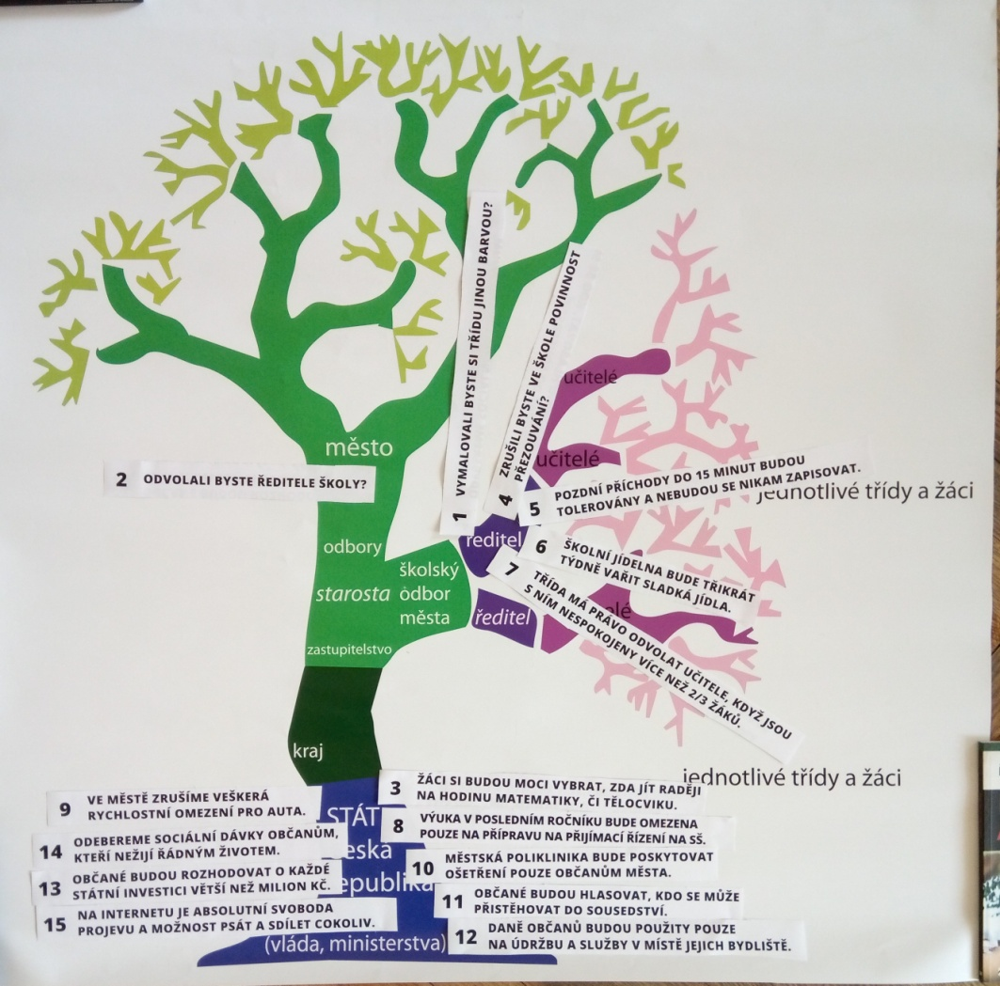 1 VYMALOVALI BYSTE SI TŘÍDU JINOU BARVOU?
4 ZRUŠILI BYSTE VE ŠKOLE POVINNOST
PŘEZOUVÁNÍ?
učitelé
město
učitelé
2 ODVOLALI BYSTE ŘEDITELE ŠKOLY?
5 POZDNÍ PŘÍCHODY DO 15 MINUT BUDOU
TOLEROVÁNY A NEBUDOU SE NIKAM ZAPISOVAT.
jednotlivé třídy a žáci
odbory
ředitel
6 ŠKOLNÍ JÍDELNA BUDE TŘIKRÁT
TÝDNĚ VAŘIT SLADKÁ JÍDLA.
školský
odbor
města
starosta
ředitel
7 TŘÍDA MÁ PRÁVO ODVOLAT UČITELE, KDYŽ JSOU
S NÍM NESPOKOJENY VÍCE NEŽ 2/3 ŽÁKŮ.
elé
zastupitelstvo
kraj
jednotlivé třídy a žáci
9 VE MĚSTĚ ZRUŠÍME VEŠKERÁ
RYCHLOSTNÍ OMEZENÍ PRO AUTA.
3 ŽÁCI SI BUDOU MOCI VYBRAT, ZDA JÍT RADĚJI
NA HODINU MATEMATIKY, ČI TĚLOCVIKU.
STÁT
14 ODEBEREME SOCIÁLNÍ DÁVKY OBČANŮM,
KTEŘÍ NEŽIJÍ ŘÁDNÝM ŽIVOTEM.
8 VÝUKA V POSLEDNÍM ROČNÍKU BUDE OMEZENA
POUZE NA PŘÍPRAVU NA PŘIJÍMACÍ ŘÍZENÍ NA SŠ.
eska
13 OBČANÉ BUDOU ROZHODOVAT O KAŽDÉ
STÁTNÍ INVESTICI VĚTŠÍ NEŽ MILION KČ.
10 MĚSTSKÁ POLIKLINIKA BUDE POSKYTOVAT
OŠETŘENÍ POUZE OBČANŮM MĚSTA.
epublika
15 NA INTERNETU JE ABSOLUTNÍ SVOBODA
PROJEVU A MOŽNOST PSÁT A SDÍLET COKOLIV.
11 OBČANÉ BUDOU HLASOVAT, KDO SE MŮŽE
PŘISTĚHOVAT DO SOUSEDSTVÍ.
(vláda, ministerstva)
12 DANĚ OBČANŮ BUDOU POUŽITY POUZE
NA ÚDRŽBU A SLUŽBY V MÍSTĚ JEJICH BYDLIŠTĚ.